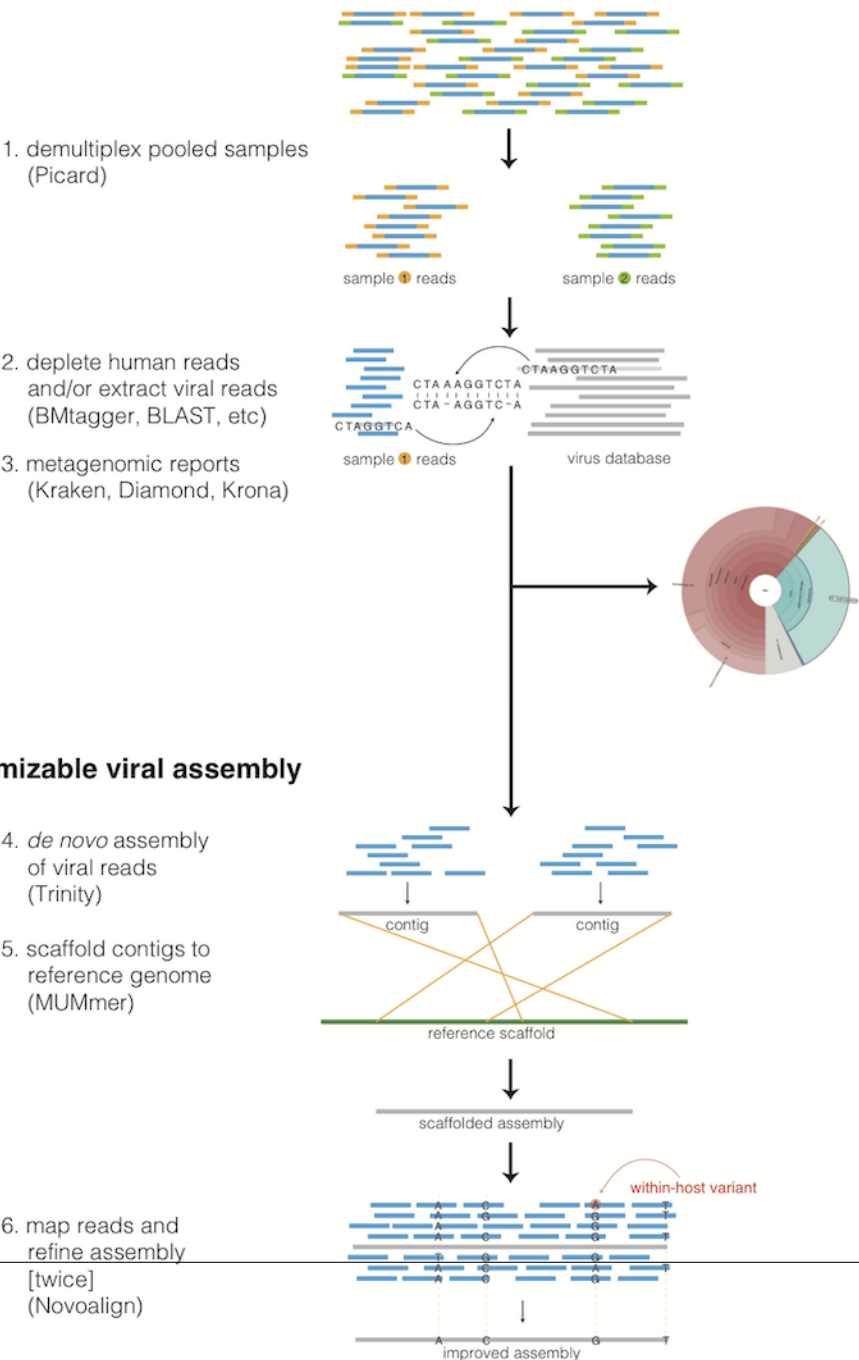 1. demultiplex pooled samples
(Picard)
sample 1 reads
sample 2 reads
2. deplete human reads
and/or extract viral reads
(BMtagger, BLAST, etc)
CTAAGGTCTA
CTAAAGGTCTA
CTA-AGGTC-A
CTAGGTCA
sample 1 reads
virus database
3. metagenomic reports
(Kraken, Diamond, Krona)
mizable viral assembly
4. de novo assembly
of viral reads
(Trinity)
contig
contig
5. scaffold contigs to
reference genome
(MUMmer)
reference scaffold
scaffolded assembly
within-host variant
6. map reads and
refine assembly
[twice]
(Novoalign)
A C A T
A G G T
A C G
A C G T
T G G
A C A T
A C G
A C G T
improved assembly